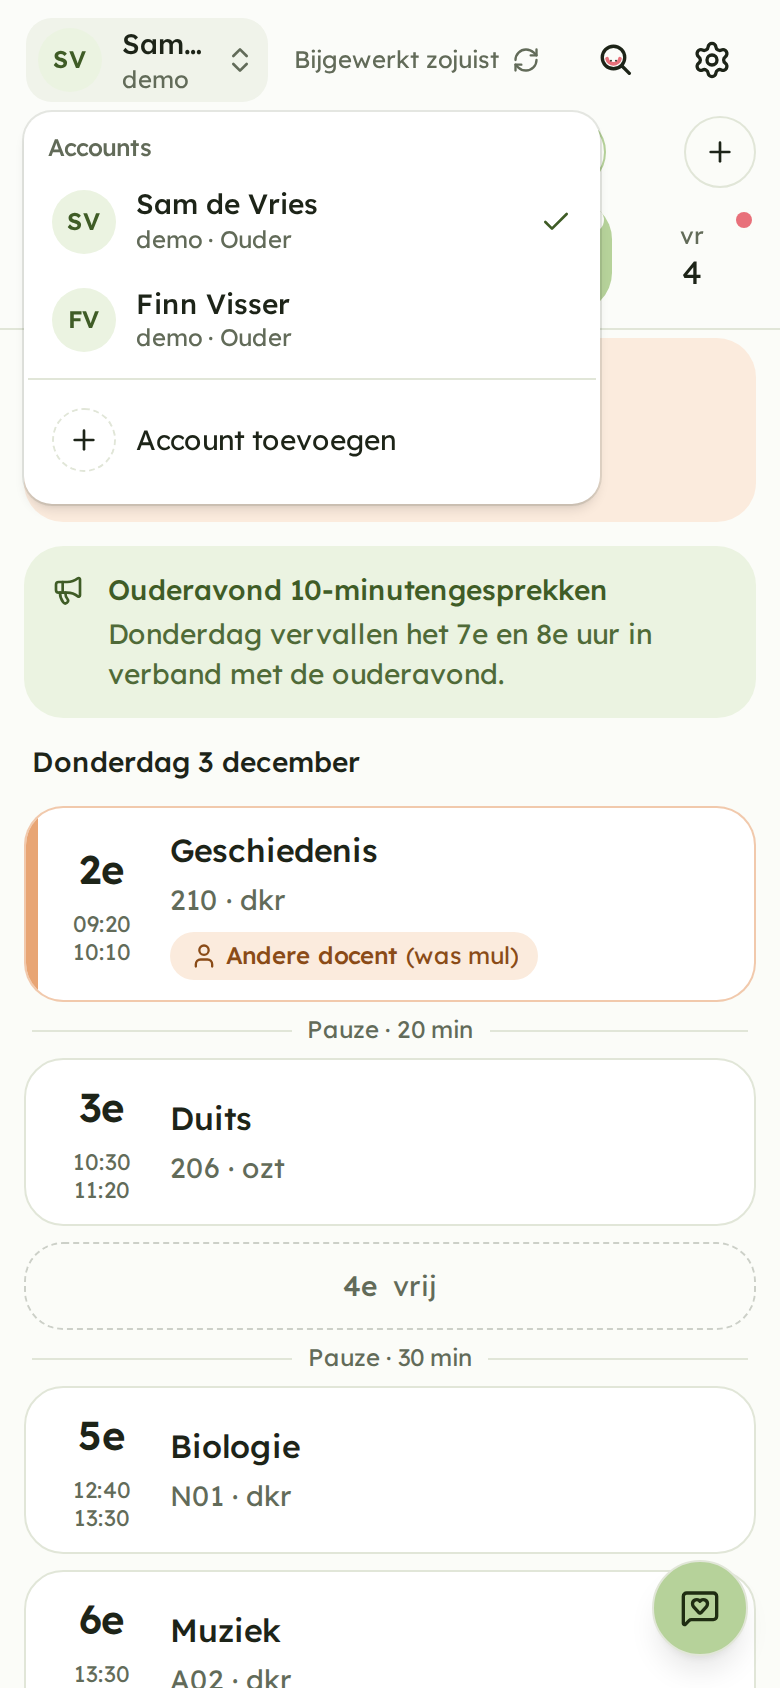 SV
Sam...
demo
Bijgewerkt zojuist
Accounts
SV
Sam de Vries
demo · Ouder
FV
Finn Visser
demo · Ouder
Account toevoegen
vr
4
Ouderavond 10-minutengesprekken
Donderdag vervallen het 7e en 8e uur in
verband met de ouderavond.
Donderdag 3 december
2e
09:20
10:10
Geschiedenis
210 · dkr
Andere docent (was mul)
Pauze · 20 min
3e
10:30
11:20
Duits
206 · ozt
4e vrij
Pauze · 30 min
5e
12:40
13:30
Biologie
N01 · dkr
6e
13:30
Muziek
A02 · dkr